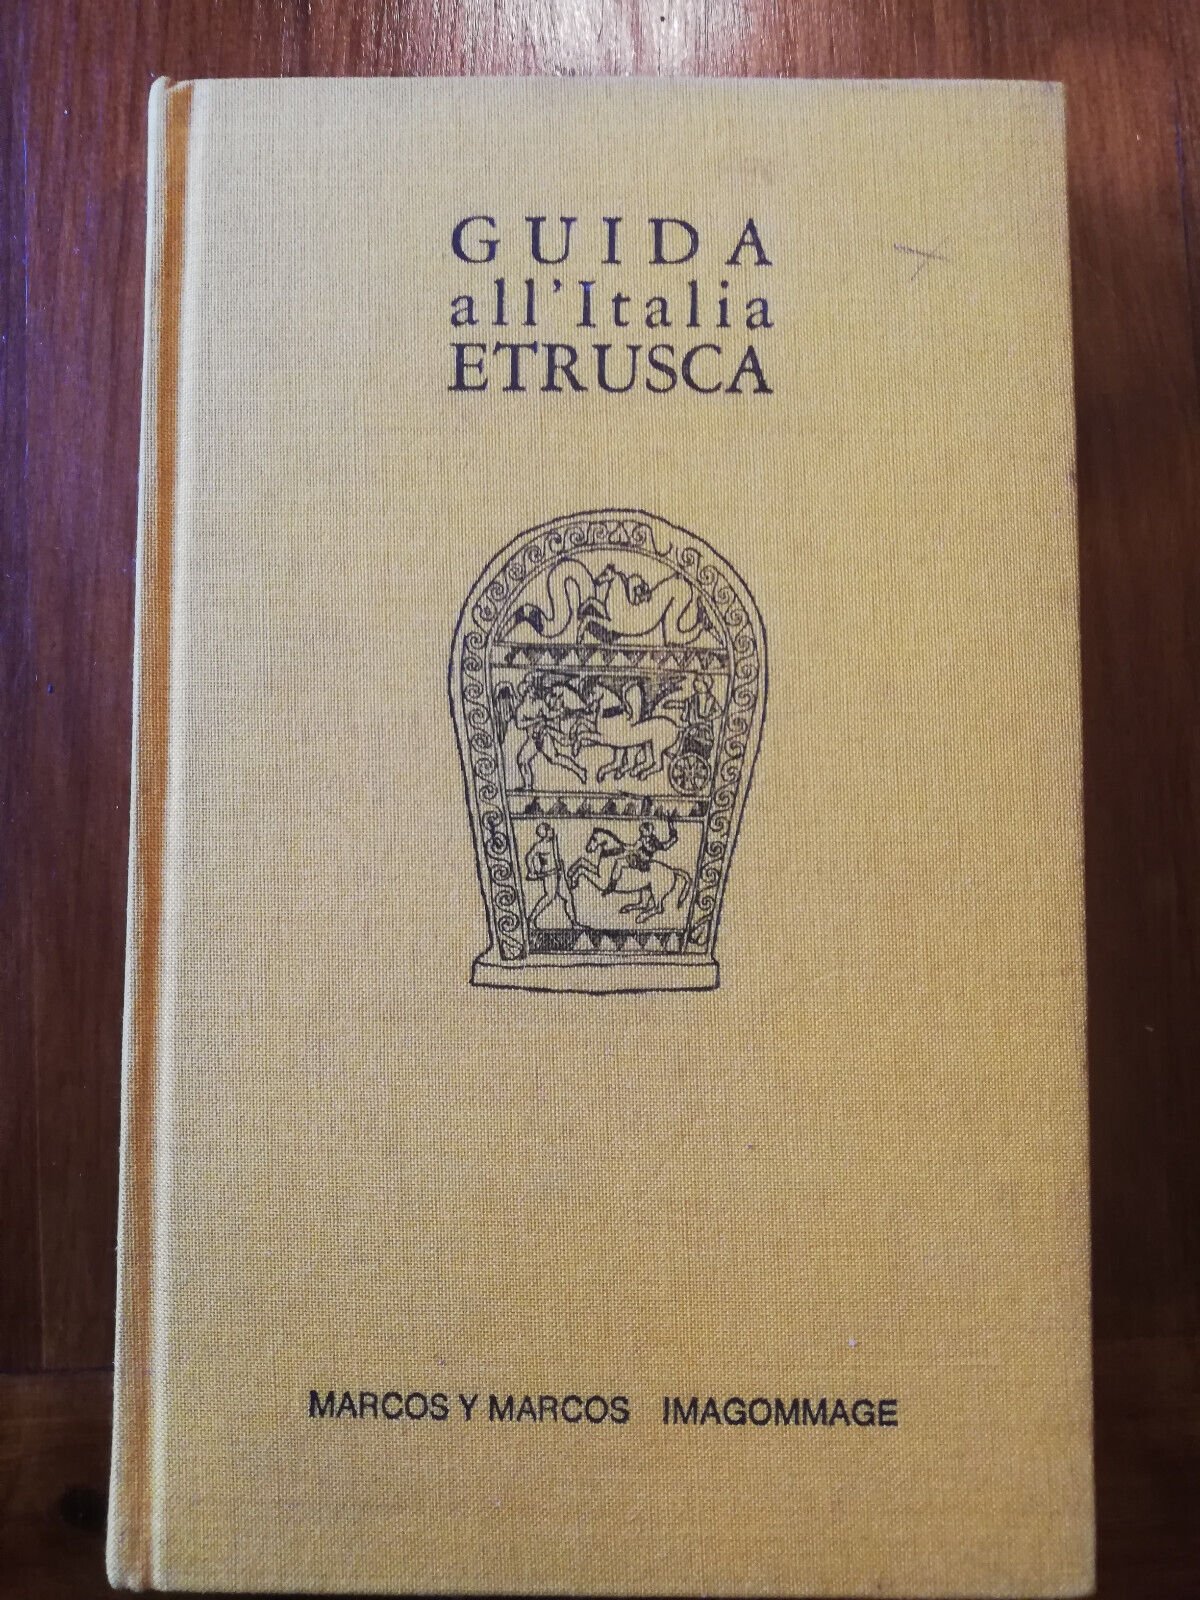 GUIDA
all'Italia
ETRUSCA
MARCOS Y MARCOS IMAGOMMAGE